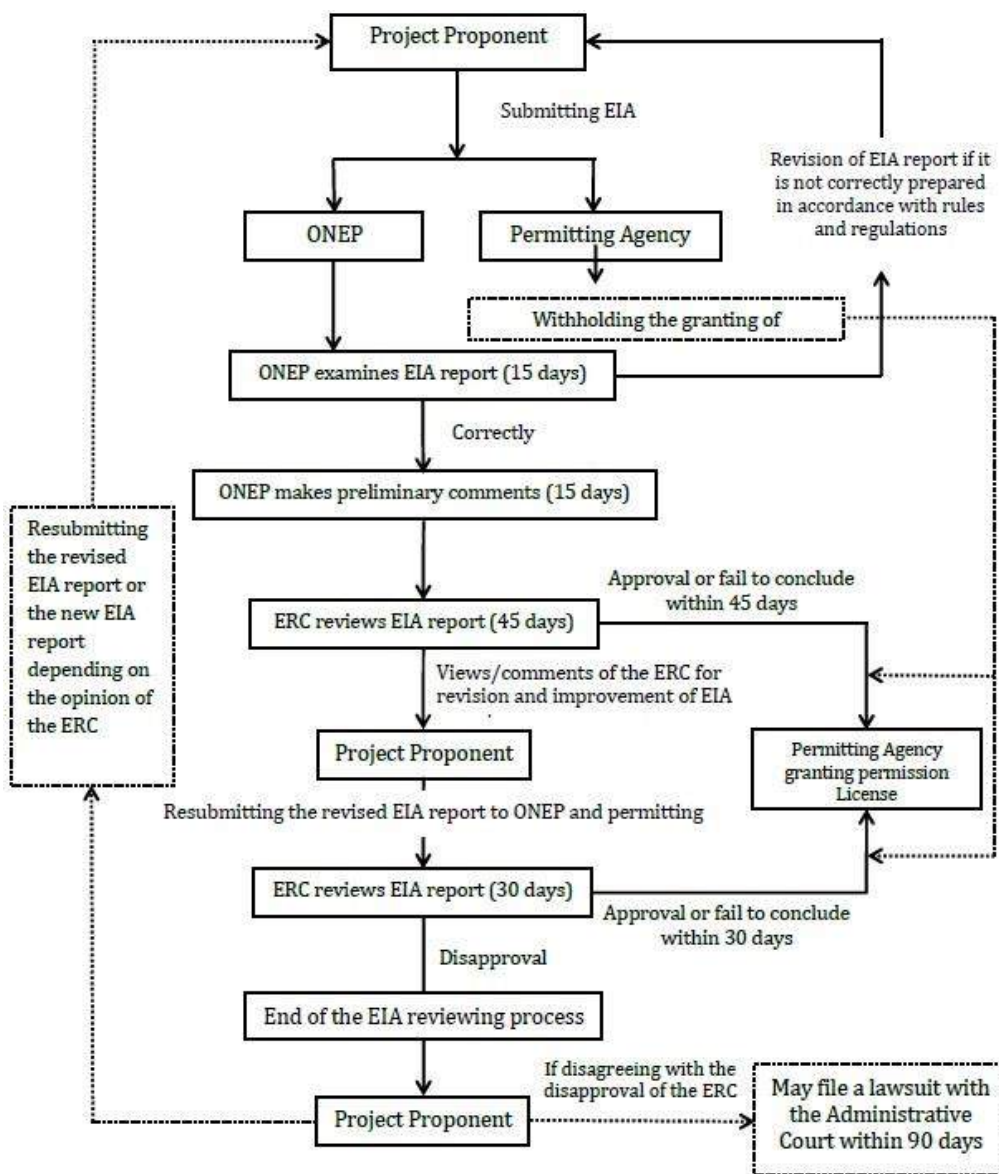 Project Proponent
Submitting EIA
Revision of EIA report if it
is not correctly prepared
in accordance with rules
and regulations
ONEP
Permitting Agency
Withholding the granting of
ONEP examines EIA report (15 days)
Correctly
ONEP makes preliminary comments (15 days)
Resubmitting
the revised
EIA report or
the new EIA
report
depending on
the opinion of
the ERC
Approval or fail to conclude
within 45 days
ERC reviews EIA report (45 days)
Views/comments of the ERC for
revision and improvement of EIA
Project Proponent
Permitting Agency
granting permission
License
Resubmitting the revised EIA report to ONEP and permitting
ERC reviews EIA report (30 days)
Approval or fail to conclude
within 30 days
Disapproval
End of the EIA reviewing process
If disagreeing with the
disapproval of the ERC
Project Proponent
May file a lawsuit with
the Administrative
Court within 90 days